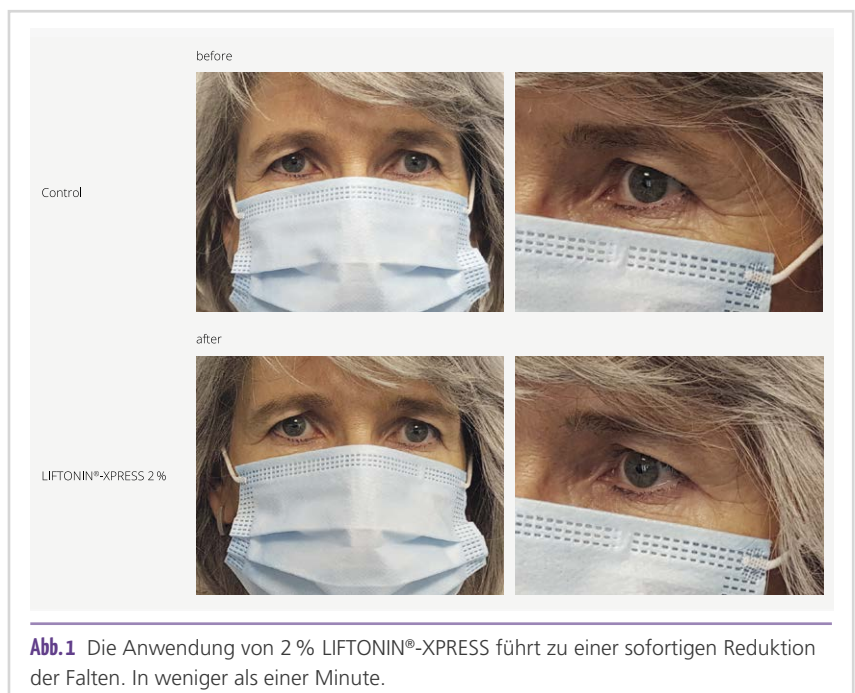 before
Control
after
LIFTONIN®-XPRESS 2 %
Abb. 1 Die Anwendung von 2 % LIFTONIN®-XPRESS führt zu einer sofortigen Reduktion
der Falten. In weniger als einer Minute.